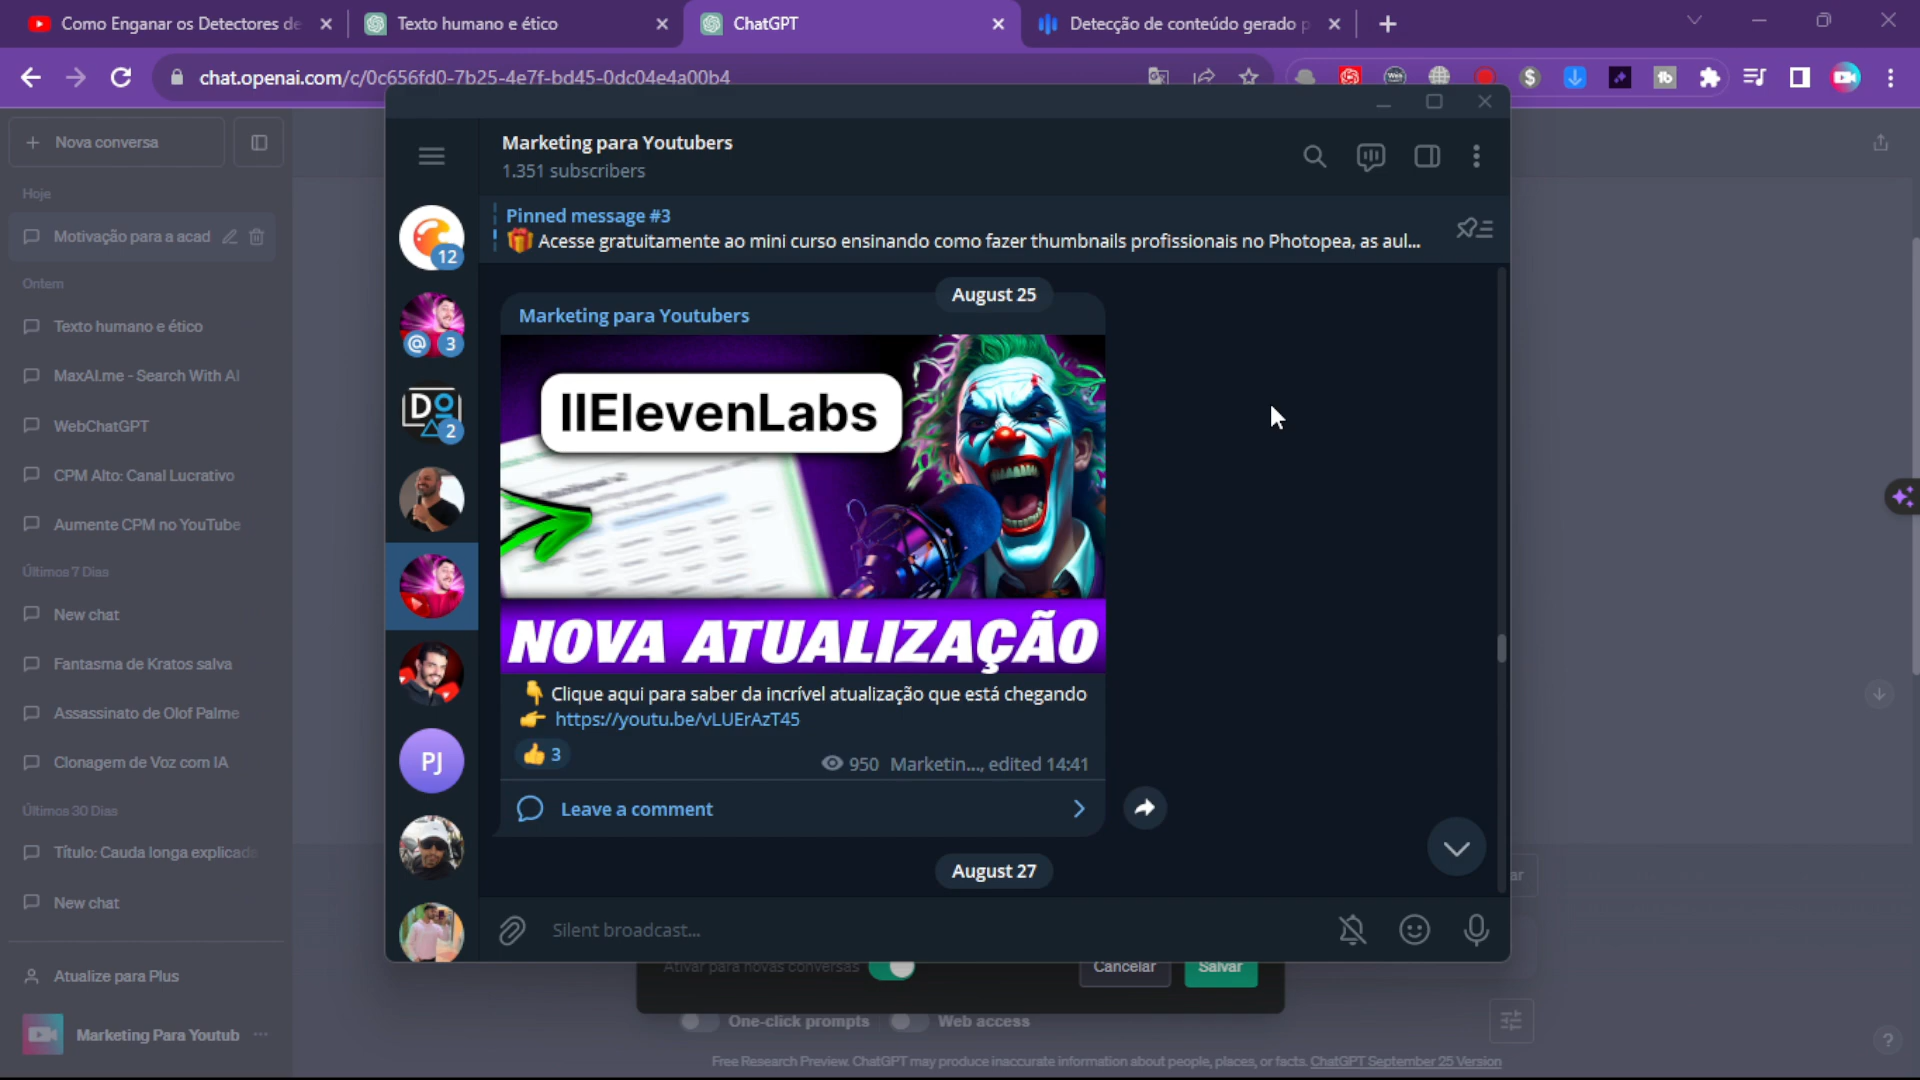 Como Enganar os Detectores de
Texto humano e ético
ChatGPT
Detecção de conteúdo gerado p
chat.openai.com/c/0c656fd0-7b25-4e7f-bd45-0dc04e4a00b4
Nova conversa
Hoje
Motivação para a acad
Ontem
Texto humano e ético
MaxAI.me - Search With AI
WebChatGPT
CPM Alto: Canal Lucrativo
Aumente CPM no YouTube
Últimos 7 Dias
New chat
Fantasma de Kratos salva
Assassinato de Olof Palme
Clonagem de Voz com IA
Últimos 30 Dias
Título: Cauda longa explicada
New chat
Atualize para Plus
Marketing Para Youtub
Marketing para Youtubers
1.351 subscribers
Pinned message #3
🎁 Acesse gratuitamente ao mini curso ensinando como fazer thumbnails profissionais no Photopea, as aul...
12
@ 3
DO
2
PJ
August 25
Marketing para Youtubers
IIElevenLabs
NOVA ATUALIZAÇÃO
👇 Clique aqui para saber da incrível atualização que está chegando
👉 https://youtu.be/vLUErAzT45
👍 3
950 Marketin..., edited 14:41
Leave a comment
August 27
Silent broadcast...
Ativar para novas conversas
Cancelar
Salvar
ar
One-click prompts
Web access
Free Research Preview. ChatGPT may produce inaccurate information about people, places, or facts. ChatGPT September 25 Version